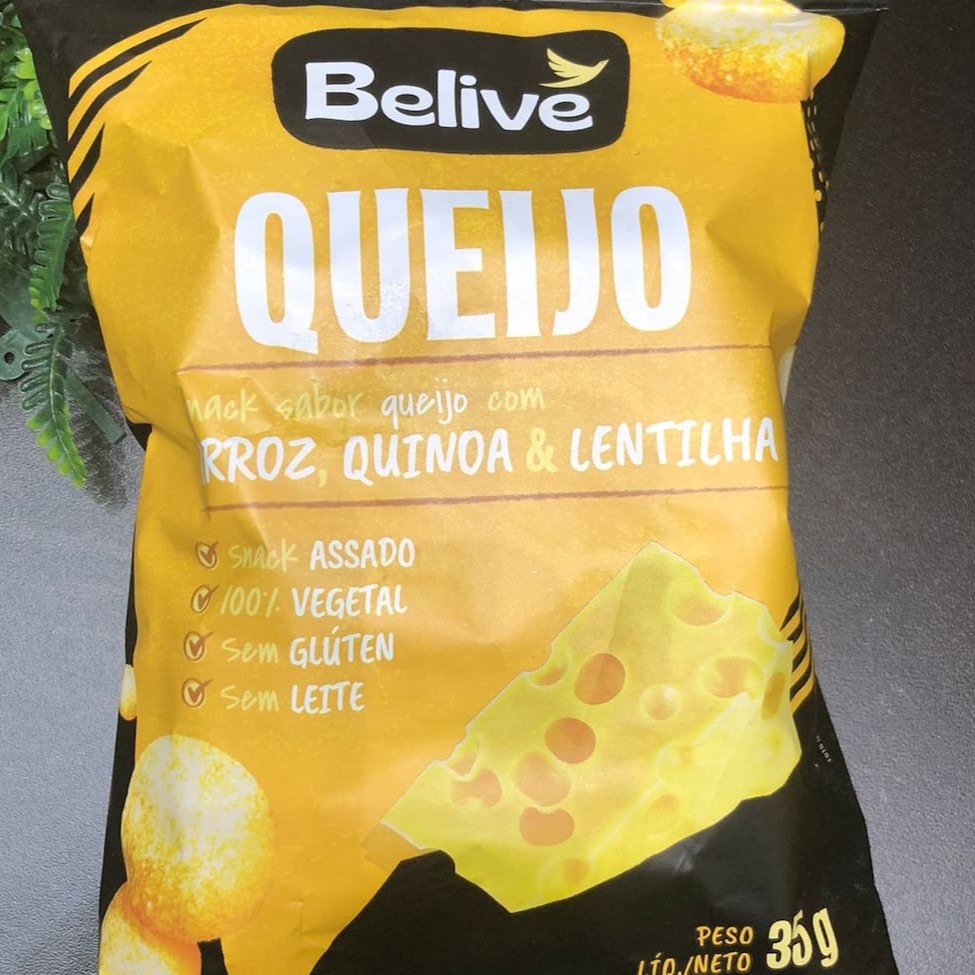 Belive
QUEIJO
nack sabor queijo com
RROZ, QUINOA & LENTILHA
snack ASSADO
100% VEGETAL
Sem GLÚTEN
Sem LEITE
PESO
LÍQ./NETO 35g